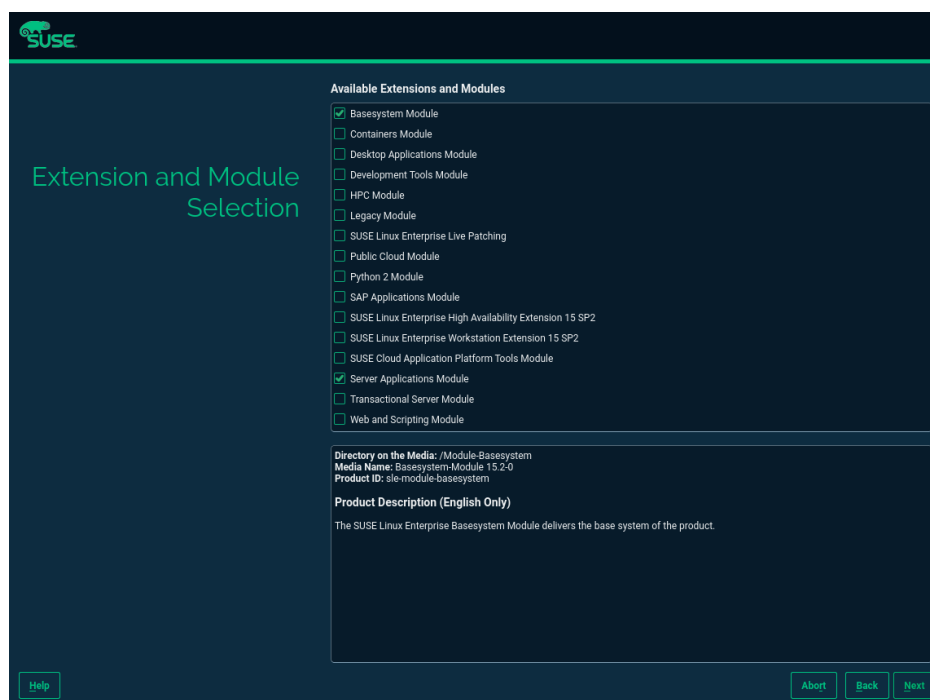 SUSE
Extension and Module
Selection
Available Extensions and Modules
Basesystem Module
Containers Module
Desktop Applications Module
Development Tools Module
HPC Module
Legacy Module
SUSE Linux Enterprise Live Patching
Public Cloud Module
Python 2 Module
SAP Applications Module
SUSE Linux Enterprise High Availability Extension 15 SP2
SUSE Linux Enterprise Workstation Extension 15 SP2
SUSE Cloud Application Platform Tools Module
Server Applications Module
Transactional Server Module
Web and Scripting Module
Directory on the Media: /Module-Basesystem
Media Name: Basesystem-Module 15.2-0
Product ID: sle-module-basesystem
Product Description (English Only)
The SUSE Linux Enterprise Basesystem Module delivers the base system of the product.
Help
Abort
Back
Next